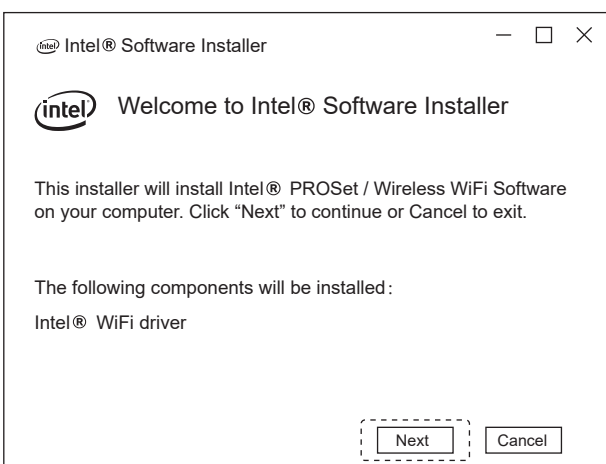 intel Intel® Software Installer
intel Welcome to Intel® Software Installer
This installer will install Intel® PROSet / Wireless WiFi Software
on your computer. Click “Next” to continue or Cancel to exit.
The following components will be installed:
Intel® WiFi driver
Next Cancel